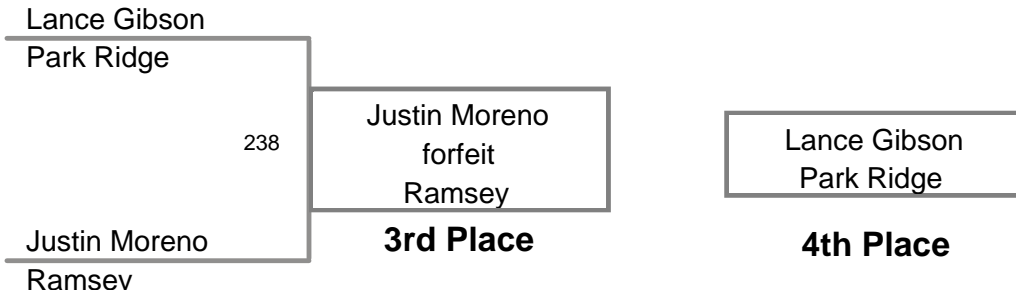 Lance Gibson
Park Ridge
238
Justin Moreno
Ramsey
Justin Moreno
forfeit
Ramsey
3rd Place
Lance Gibson
Park Ridge
4th Place